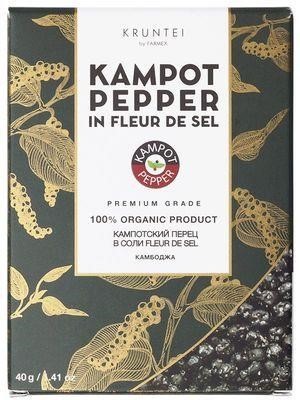 KRUNTEI
by FARMEX
KAMPOT
PEPPER
IN FLEUR DE SEL
KAMPOT
PEPPER
PREMIUM GRADE
100% ORGANIC PRODUCT
КАМПОТСКИЙ ПЕРЕЦ
В СОЛИ FLEUR DE SEL
КАМБОДЖА
40 g / 1.41 oz